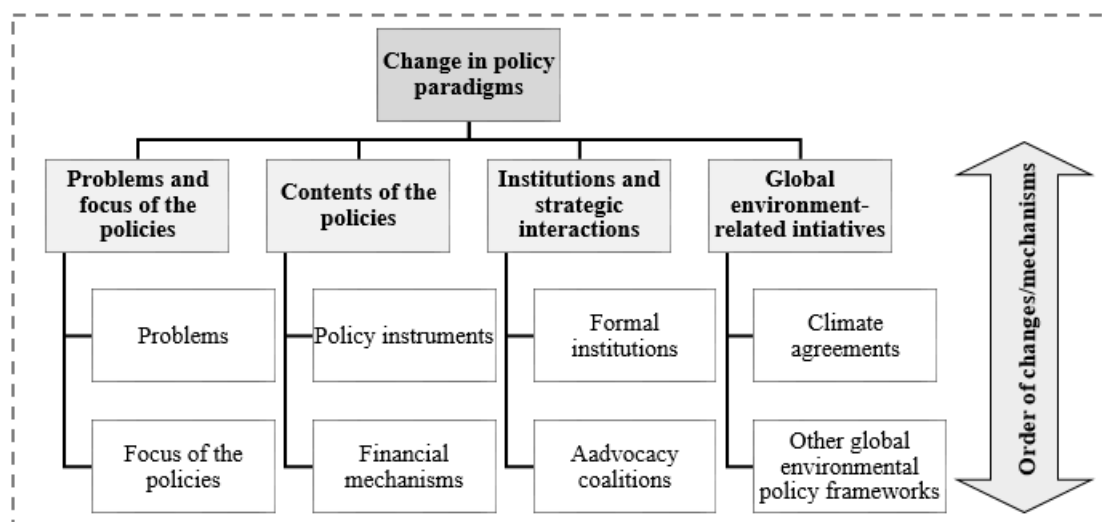 Change in policy
paradigms
Problems and
focus of the
policies
Contents of the
policies
Institutions and
strategic
interactions
Global
environment-
related intiatives
Problems
Policy instruments
Formal
institutions
Climate
agreements
Focus of the
policies
Financial
mechanisms
Aadvocacy
coalitions
Other global
environmental
policy frameworks
Order of changes/mechanisms